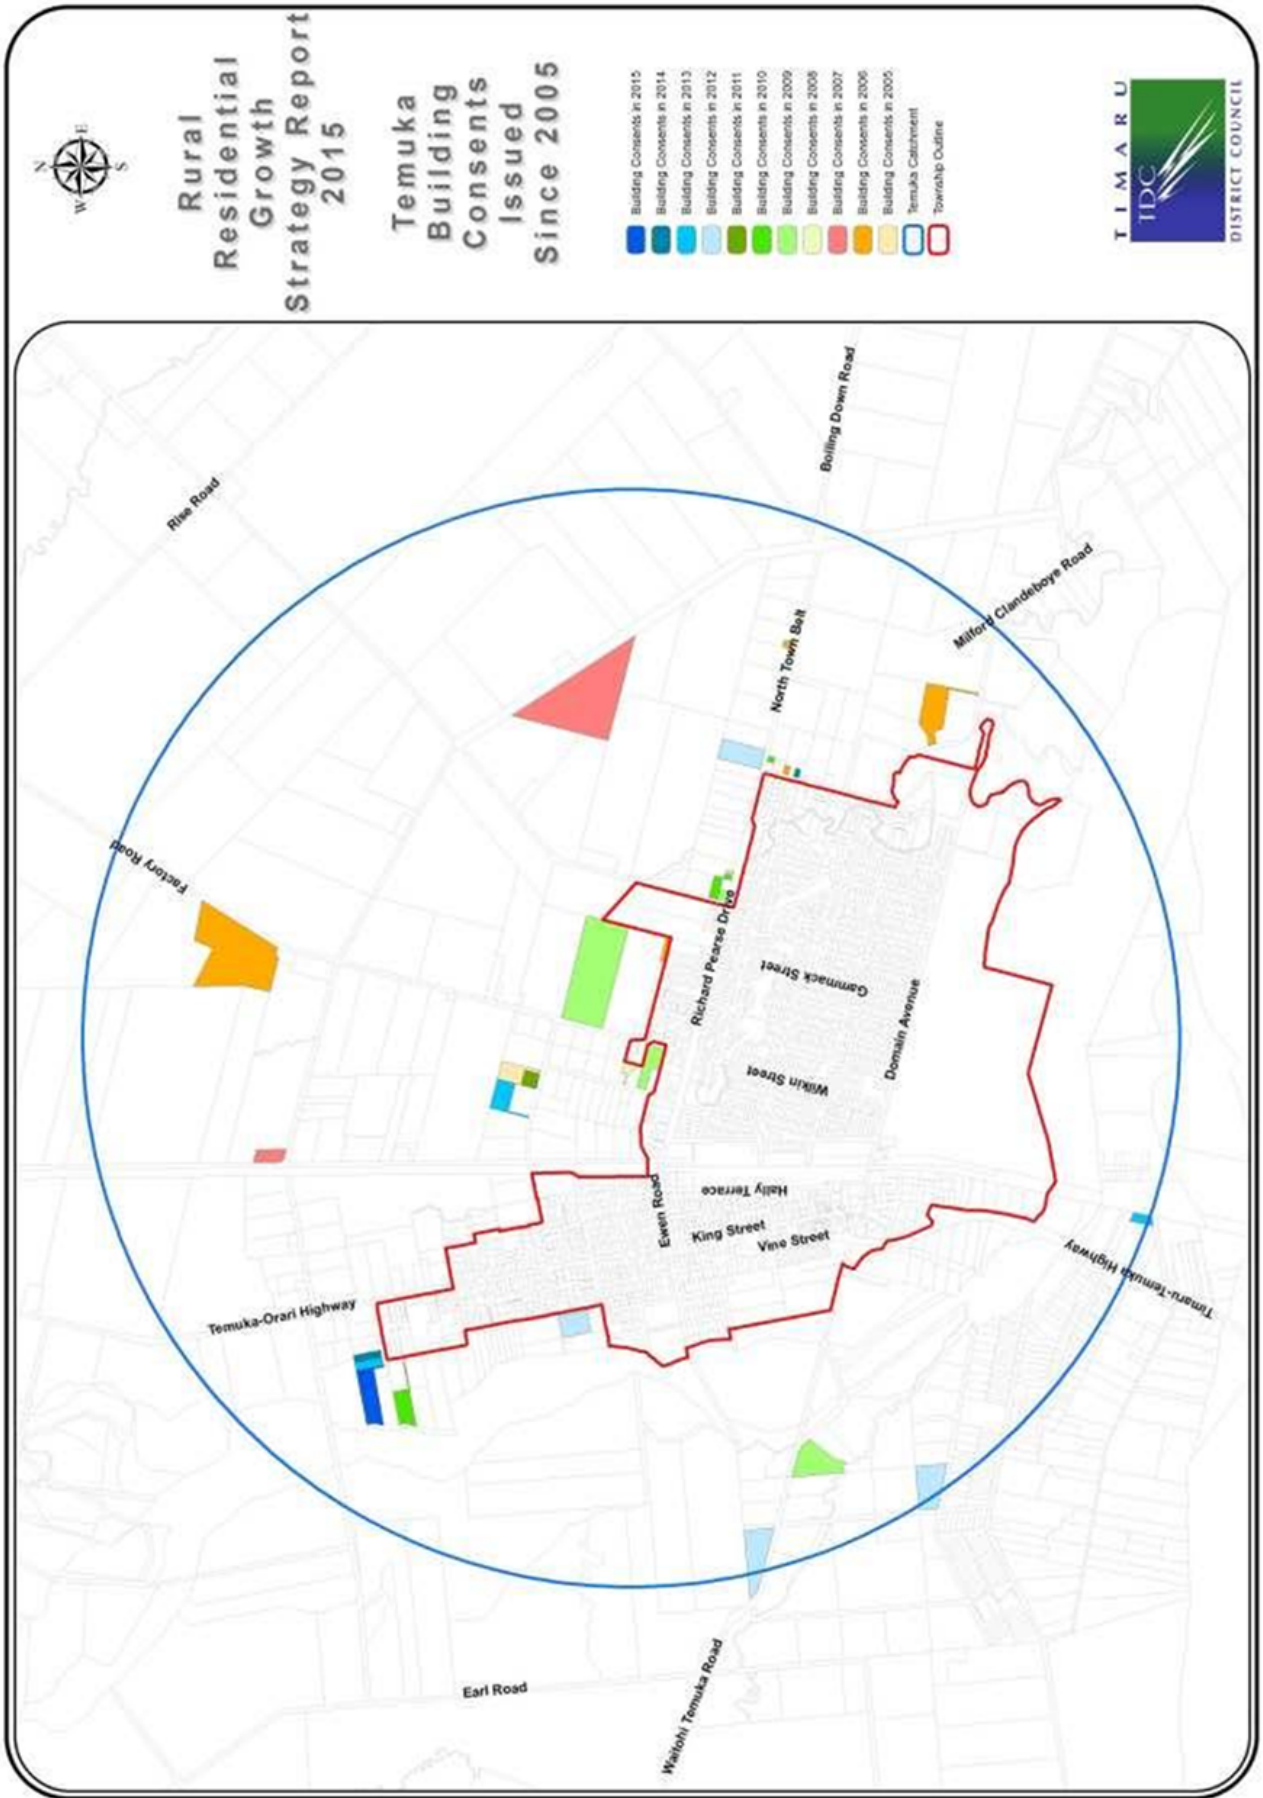 N
E
S
W
Rural
Residential
Growth
Strategy Report
2015
Temuka
Building
Consents
Issued
Since 2005
Building Consents in 2015
Building Consents in 2014
Building Consents in 2013
Building Consents in 2012
Building Consents in 2011
Building Consents in 2010
Building Consents in 2009
Building Consents in 2008
Building Consents in 2007
Building Consents in 2006
Building Consents in 2005
Temuka Catchment
Township Outline
TIMARU
TDC
DISTRICT COUNCIL
Rise Road
Boiling Down Road
Milford Clandeboye Road
North Town Belt
Factory Road
Richard Pearse Drive
Gammack Street
Domain Avenue
Wilkin Street
Hally Terrace
Ewen Road
King Street
Vine Street
Temuka-Orari Highway
Timaru-Temuka Highway
Earl Road
Waitohi Temuka Road